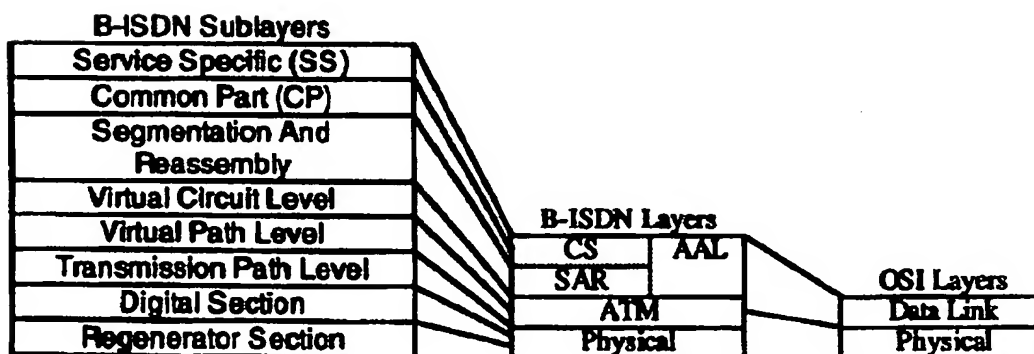 B-ISDN Sublayers
Service Specific (SS)
Common Part (CP)
Segmentation And
Reassembly
Virtual Circuit Level
Virtual Path Level
Transmission Path Level
Digital Section
Regenerator Section
B-ISDN Layers
CS
AAL
SAR
ATM
Physical
OSI Layers
Data Link
Physical